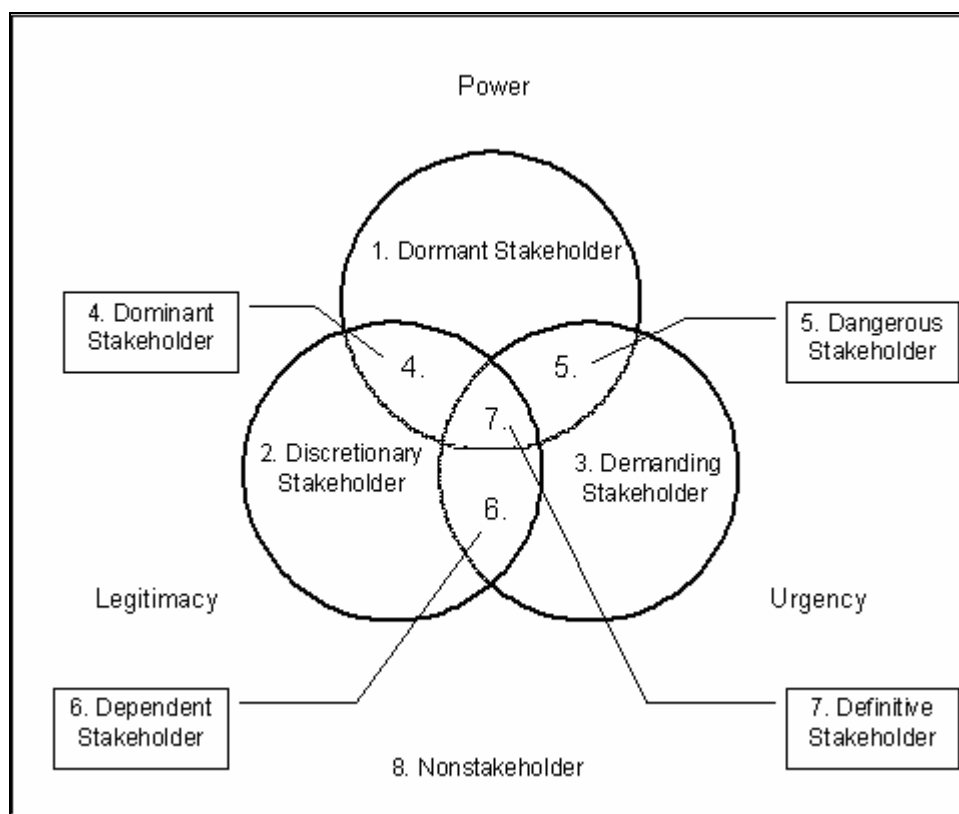 Power
1. Dormant Stakeholder
4. Dominant
Stakeholder
5. Dangerous
Stakeholder
4.
5.
7.
2. Discretionary
Stakeholder
3. Demanding
Stakeholder
6.
Legitimacy
Urgency
6. Dependent
Stakeholder
7. Definitive
Stakeholder
8. Nonstakeholder